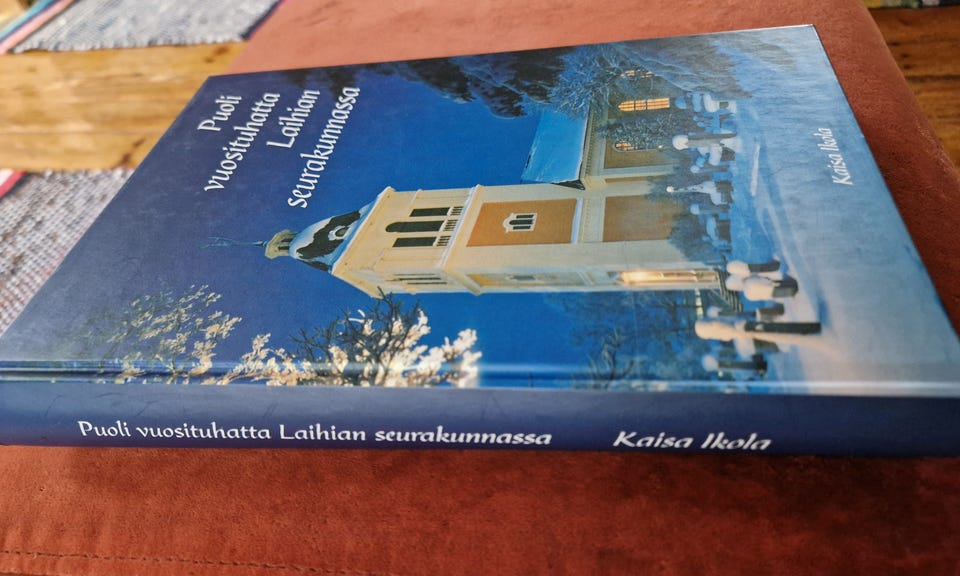 Puoli
vuosituhatta
Laihian
seurakunnassa
Kaisa Ikola
Puoli vuosituhatta Laihian seurakunnassa Kaisa Ikola